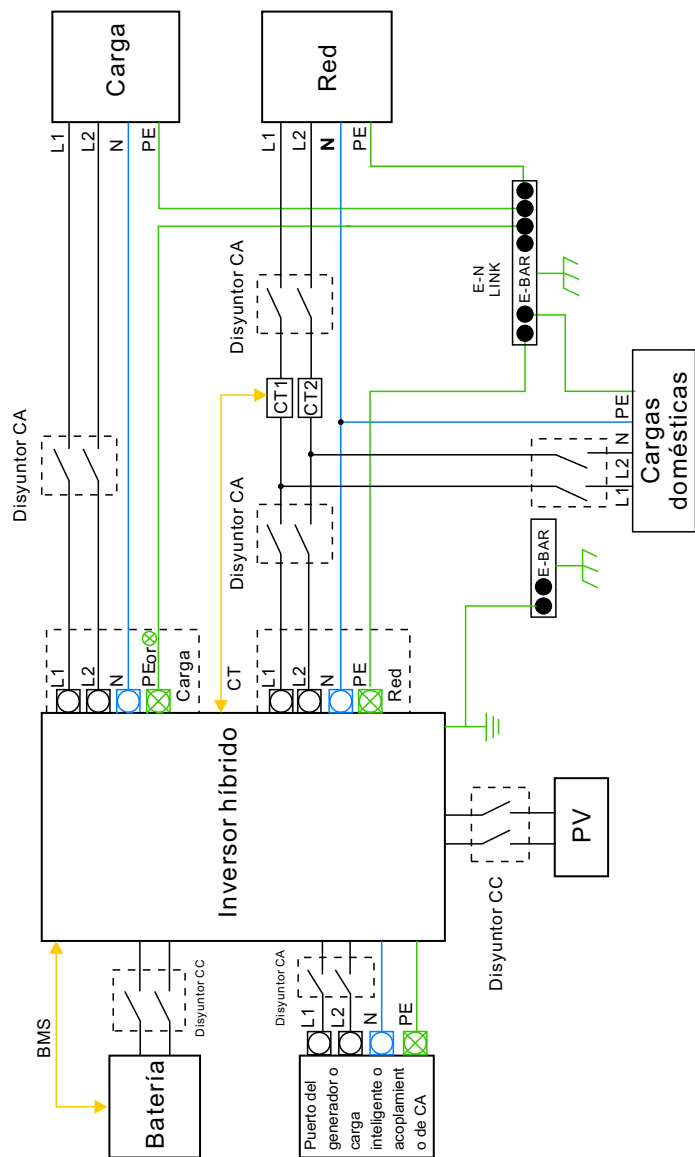 Carga
L1
L2
N
PE
Red
L1
L2
N
PE
Disyuntor CA
Disyuntor CA
CT1
CT2
E-N
LINK
E-BAR
Disyuntor CA
CT
L1
L2
N
PE
or
Carga
L1
L2
N
PE
Red
L1
L2
N
PE
Cargas
domésticas
E-BAR
Inversor híbrido
Disyuntor CC
PV
BMS
Disyuntor CC
Batería
Disyuntor CA
L1
L2
N
PE
Puerto del
generador o
carga
inteligente o
acoplamient
o de CA